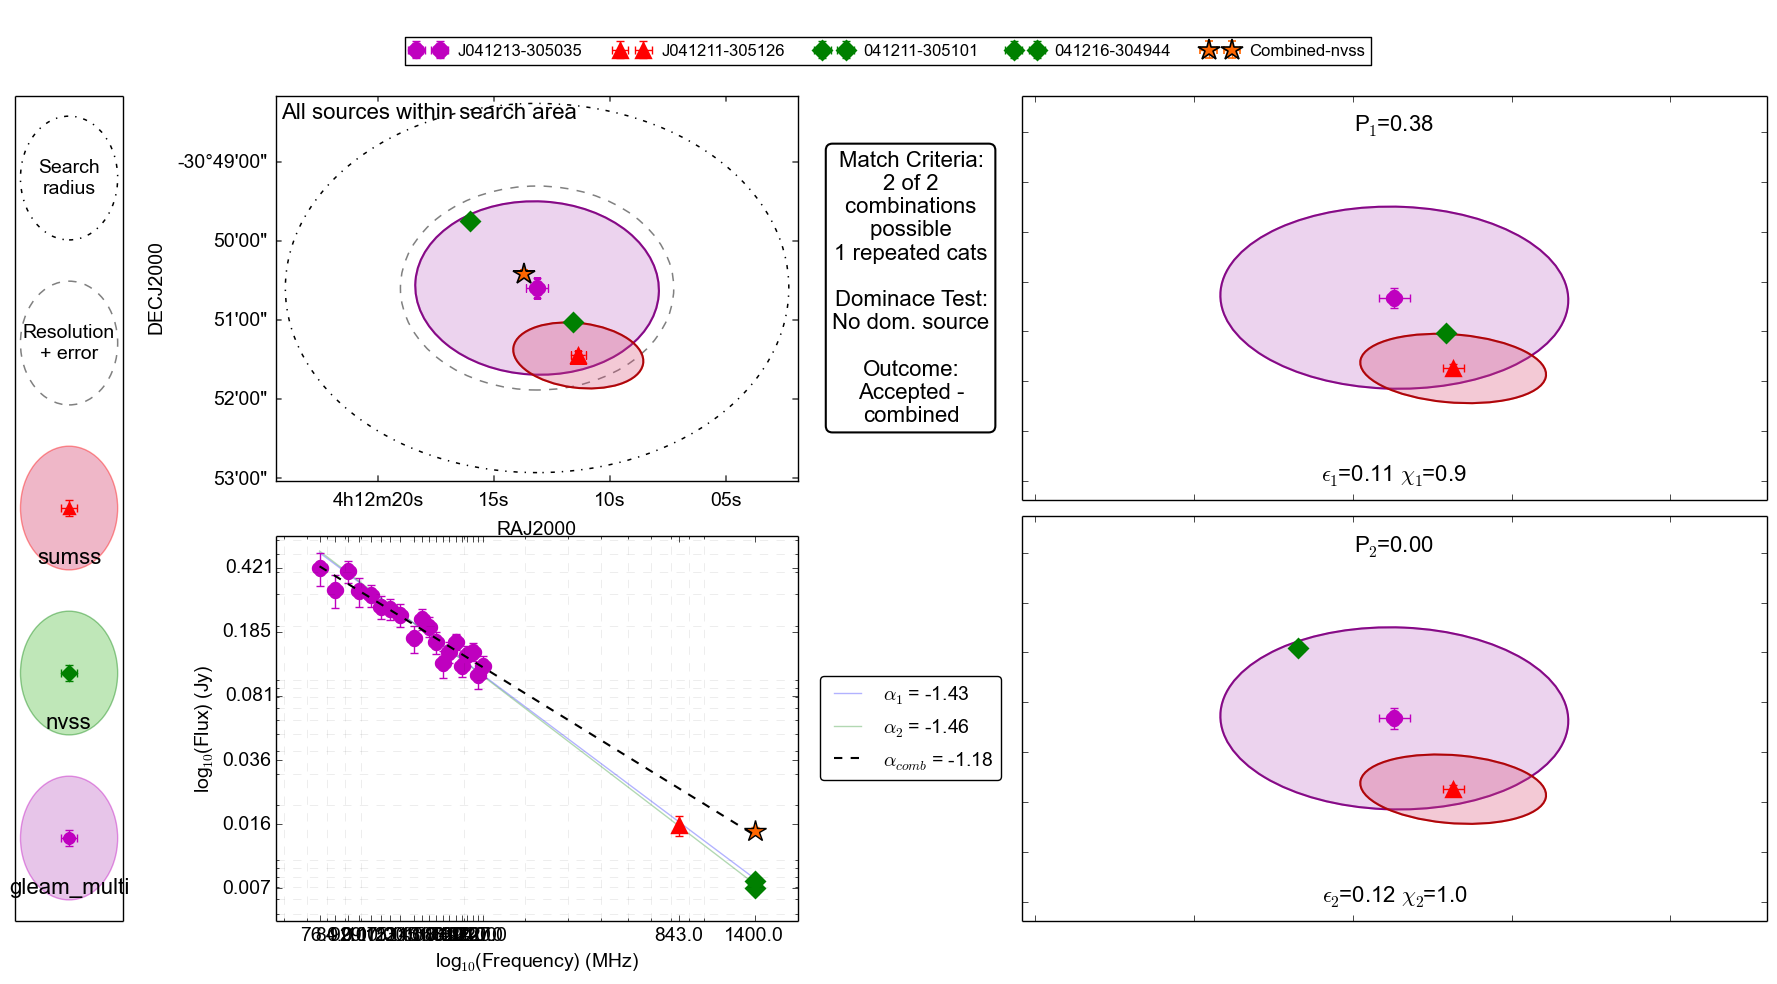 J041213-305035 J041211-305126 041211-305101 041216-304944 Combined-nvss
Search
radius
Resolution
+ error
sumss
nvss
gleam_multi
All sources within search area
DECJ2000
-30°49'00"
50'00"
51'00"
52'00"
53'00"
4h12m20s 15s 10s 05s
RAJ2000
Match Criteria:
2 of 2
combinations
possible
1 repeated cats
Dominace Test:
No dom. source
Outcome:
Accepted -
combined
P1=0.38
ϵ1=0.11 χ1=0.9
P2=0.00
ϵ2=0.12 χ2=1.0
log10(Flux) (Jy)
0.421
0.185
0.081
0.036
0.016
0.007
843.0 1400.0
log10(Frequency) (MHz)
α1 = -1.43
α2 = -1.46
αcomb = -1.18